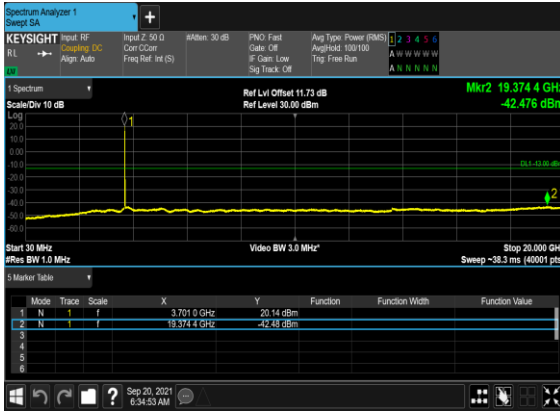 Spectrum Analyzer 1
Swept SA
+
KEYSIGHT Input: RF Input Z: 50 Ω #Atten: 30 dB PNO: Fast Avg Type: Power (RMS) 1 2 3 4 5 6
RL Coupling: DC Corr CCorr Gate: Off Avg|Hold: 100/100 A W W W W W
Align: Auto Freq Ref: Int (S) IF Gain: Low Trig: Free Run
Sig Track: Off A N N N N N
1 Spectrum Ref Lvl Offset 11.73 dB Mkr2 19.374 4 GHz
Scale/Div 10 dB Ref Level 30.00 dBm -42.476 dBm
Log
20.0
10.0
0.00
-10.0
-20.0
-30.0
-40.0
-50.0
-60.0
1
DL1 -13.00 dBm
2
Start 30 MHz Video BW 3.0 MHz* Stop 20.000 GHz
#Res BW 1.0 MHz Sweep ~38.3 ms (40001 pts)
5 Marker Table
Mode Trace Scale X Y Function Function Width Function Value
1 N 1 f 3.701 0 GHz 20.14 dBm
2 N 1 f 19.374 4 GHz -42.48 dBm
3
4
5
6
? Sep 20, 2021
6:34:53 AM